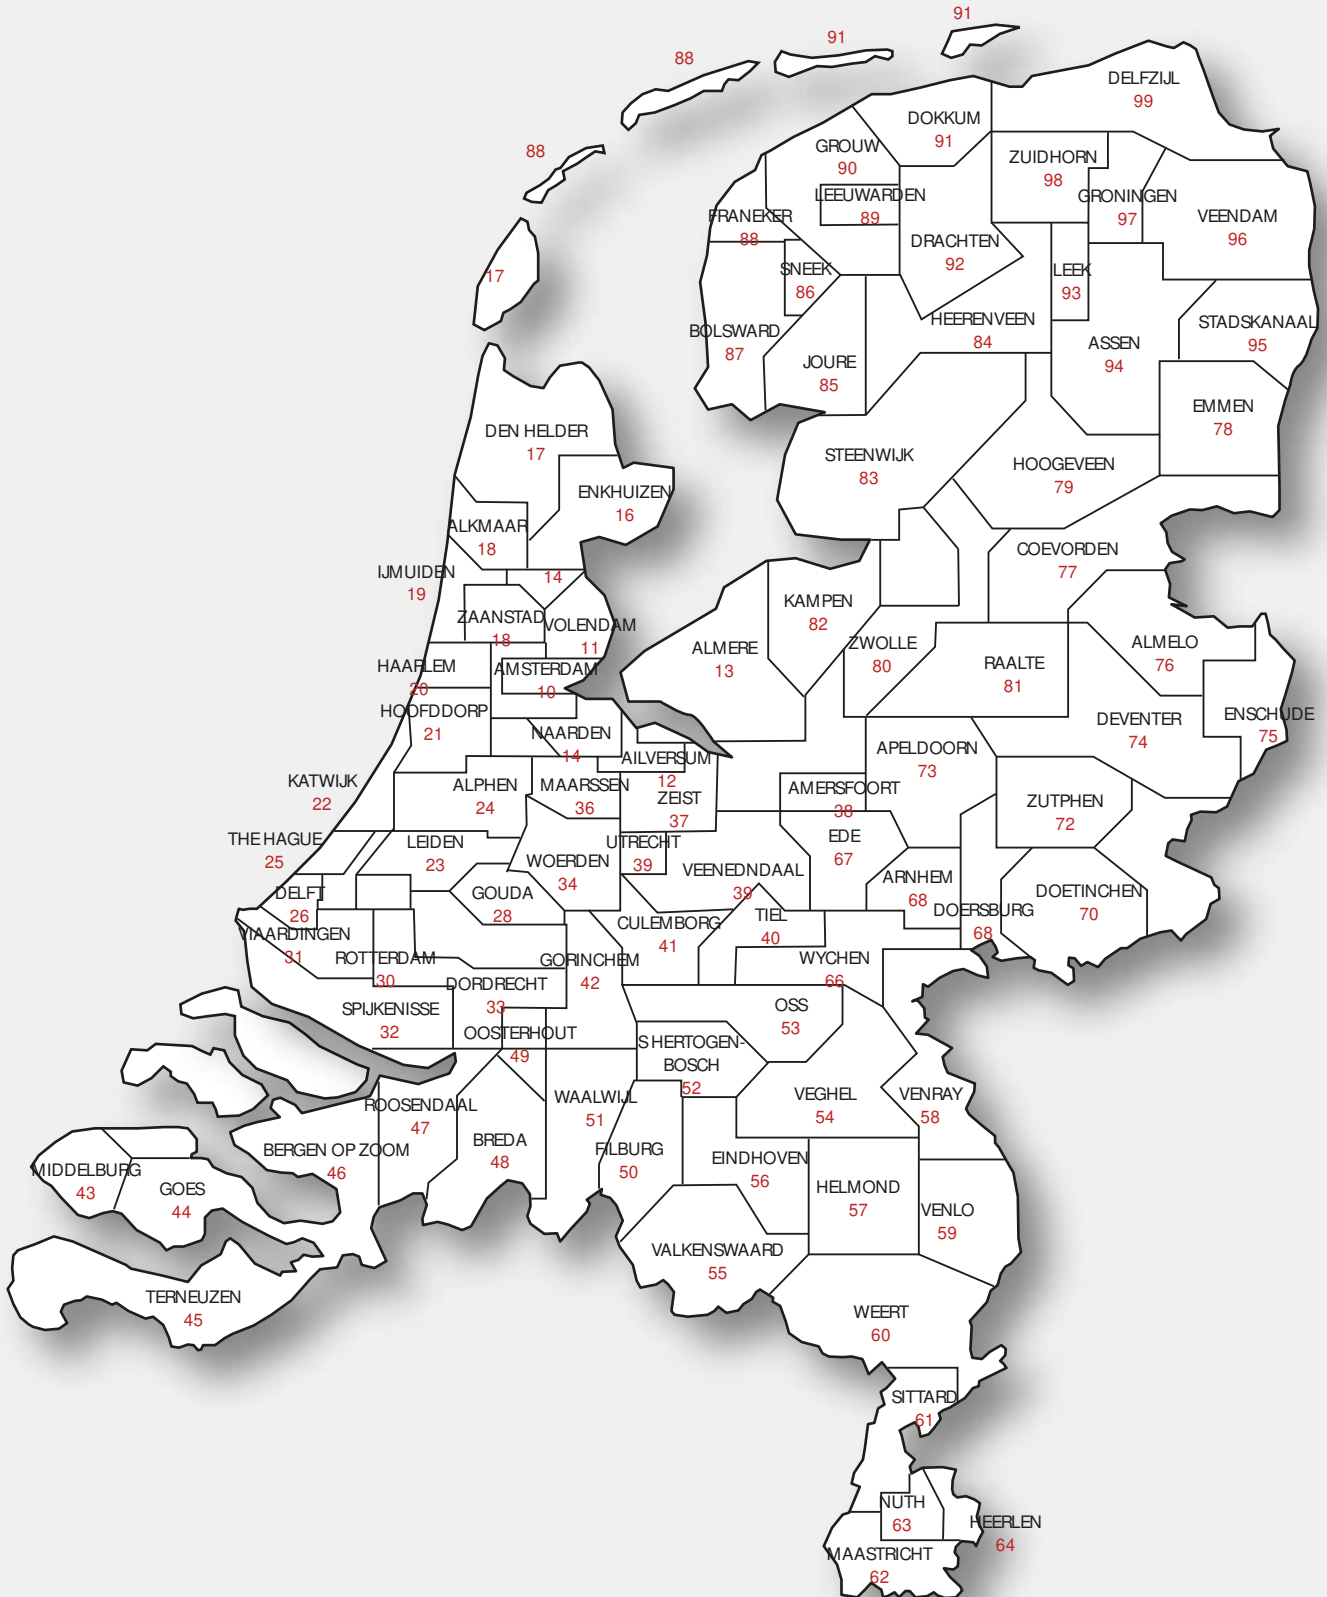 91
91
88
DELFZIJL
99
DOKKUM
91
GROUW
90
88
ZUIDHORN
98
LEEUWARDEN
89
GRONINGEN
97
FRANEKER
88
VEENDAM
96
DRACHTEN
92
SNEEK
86
LEEK
93
17
BOLSWARD
87
HEERENVEEN
84
STADSKANAAL
95
ASSEN
94
JOURE
85
EMMEN
78
DEN HELDER
17
STEENWIJK
83
HOOGEVEEN
79
ENKHUIZEN
16
ALKMAAR
18
COEVORDEN
77
IJMUIDEN
19
14
KAMPEN
82
ZAANSTAD
18
VOLENDAM
11
ALMERE
13
ZWOLLE
80
RAALTE
81
ALMELO
76
HAARLEM
20
AMSTERDAM
10
HOOFDDORP
21
NAARDEN
14
DEVENTER
74
ENSCHUDE
75
APELDOORN
73
AILVERSUM
12
KATWIJK
22
ALPHEN
24
MAARSSEN
36
ZEIST
37
AMERSFOORT
38
ZUTPHEN
72
THE HAGUE
25
LEIDEN
23
UTRECHT
39
EDE
67
WOERDEN
34
VEENEDNDAAL
39
ARNHEM
68
DOETINCHEN
70
DELFT
26
GOUDA
28
DOERSBURG
68
CULEMBORG
41
TIEL
40
VIAARDINGEN
31
ROTTERDAM
30
GORINCHEM
42
WYCHEN
66
DORDRECHT
33
SPIJKENISSE
32
OSS
53
OOSTERHOUT
49
S HERTOGEN-
BOSCH
52
ROOSENDAAL
47
WAALWIJL
51
VEGHEL
54
VENRAY
58
BREDA
48
BERGEN OP ZOOM
46
FILBURG
50
EINDHOVEN
56
MIDDELBURG
43
GOES
44
HELMOND
57
VENLO
59
VALKENSWAARD
55
TERNEUZEN
45
WEERT
60
SITTARD
61
NUTH
63
HEERLEN
64
MAASTRICHT
62